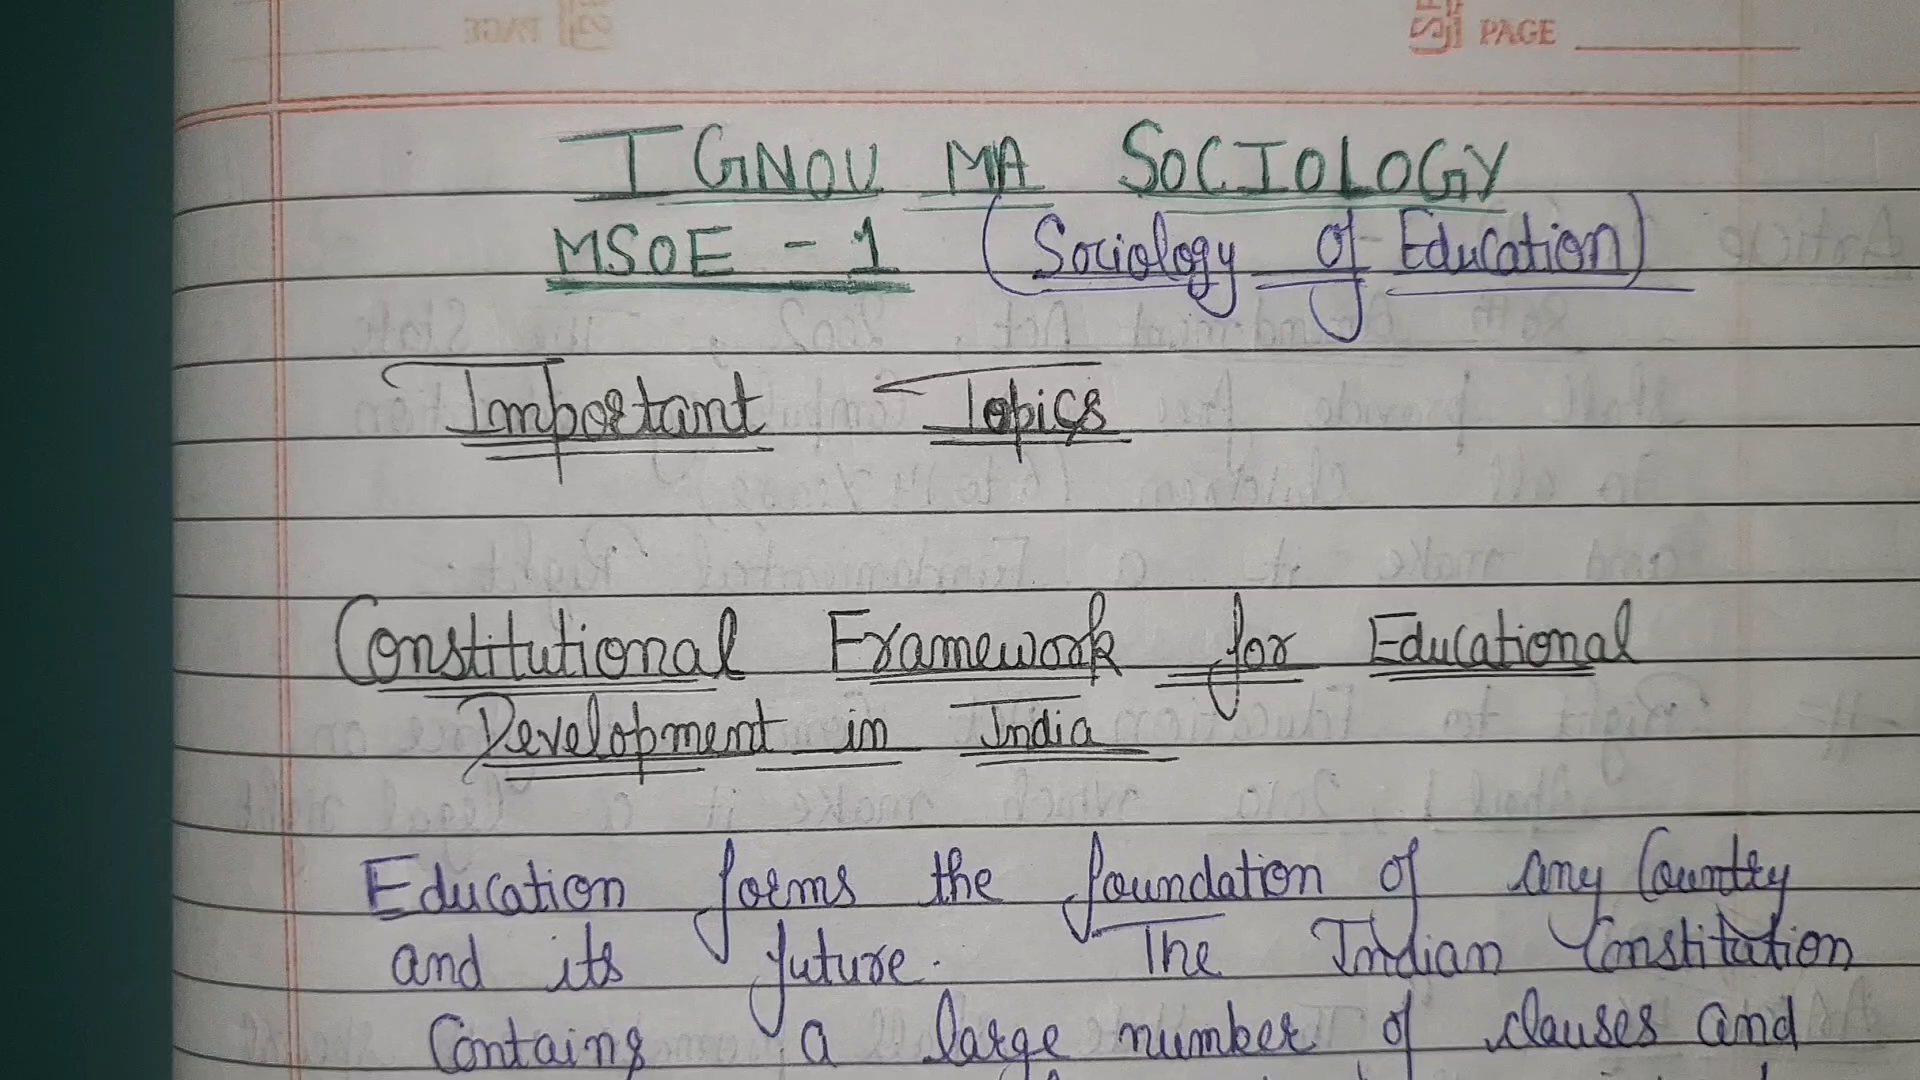 PAGE
IGNOU MA SOCIOLOGY
MSOE - 1 (Sociology of Education)
Important Topics
Constitutional Framework for Educational
Development in India
Education forms the foundation of any Country
and its future. The Indian Constitution
Contains a large number of clauses and